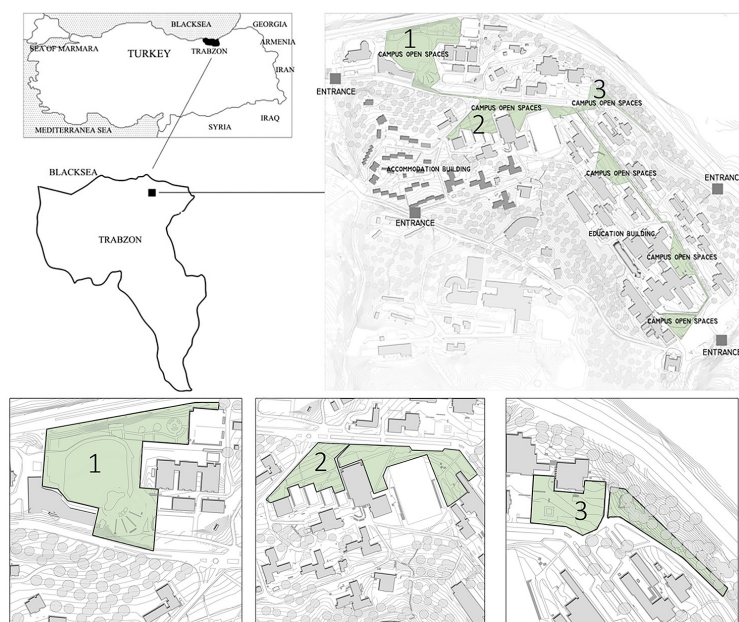 BLACKSEA
GEORGIA
SEA OF MARMARA
TURKEY
TRABZON
ARMENIA
IRAN
IRAQ
SYRIA
MEDITERRANEA SEA
BLACKSEA
TRABZON
1
CAMPUS OPEN SPACES
ENTRANCE
3
CAMPUS OPEN SPACES
CAMPUS OPEN SPACES
2
ACCOMMODATION BUILDING
CAMPUS OPEN SPACES
ENTRANC
ENTRANCE
EDUCATION BUILDING
CAMPUS OPEN SPACES
CAMPUS OPEN SPACES
ENTRANCE
1
2
3